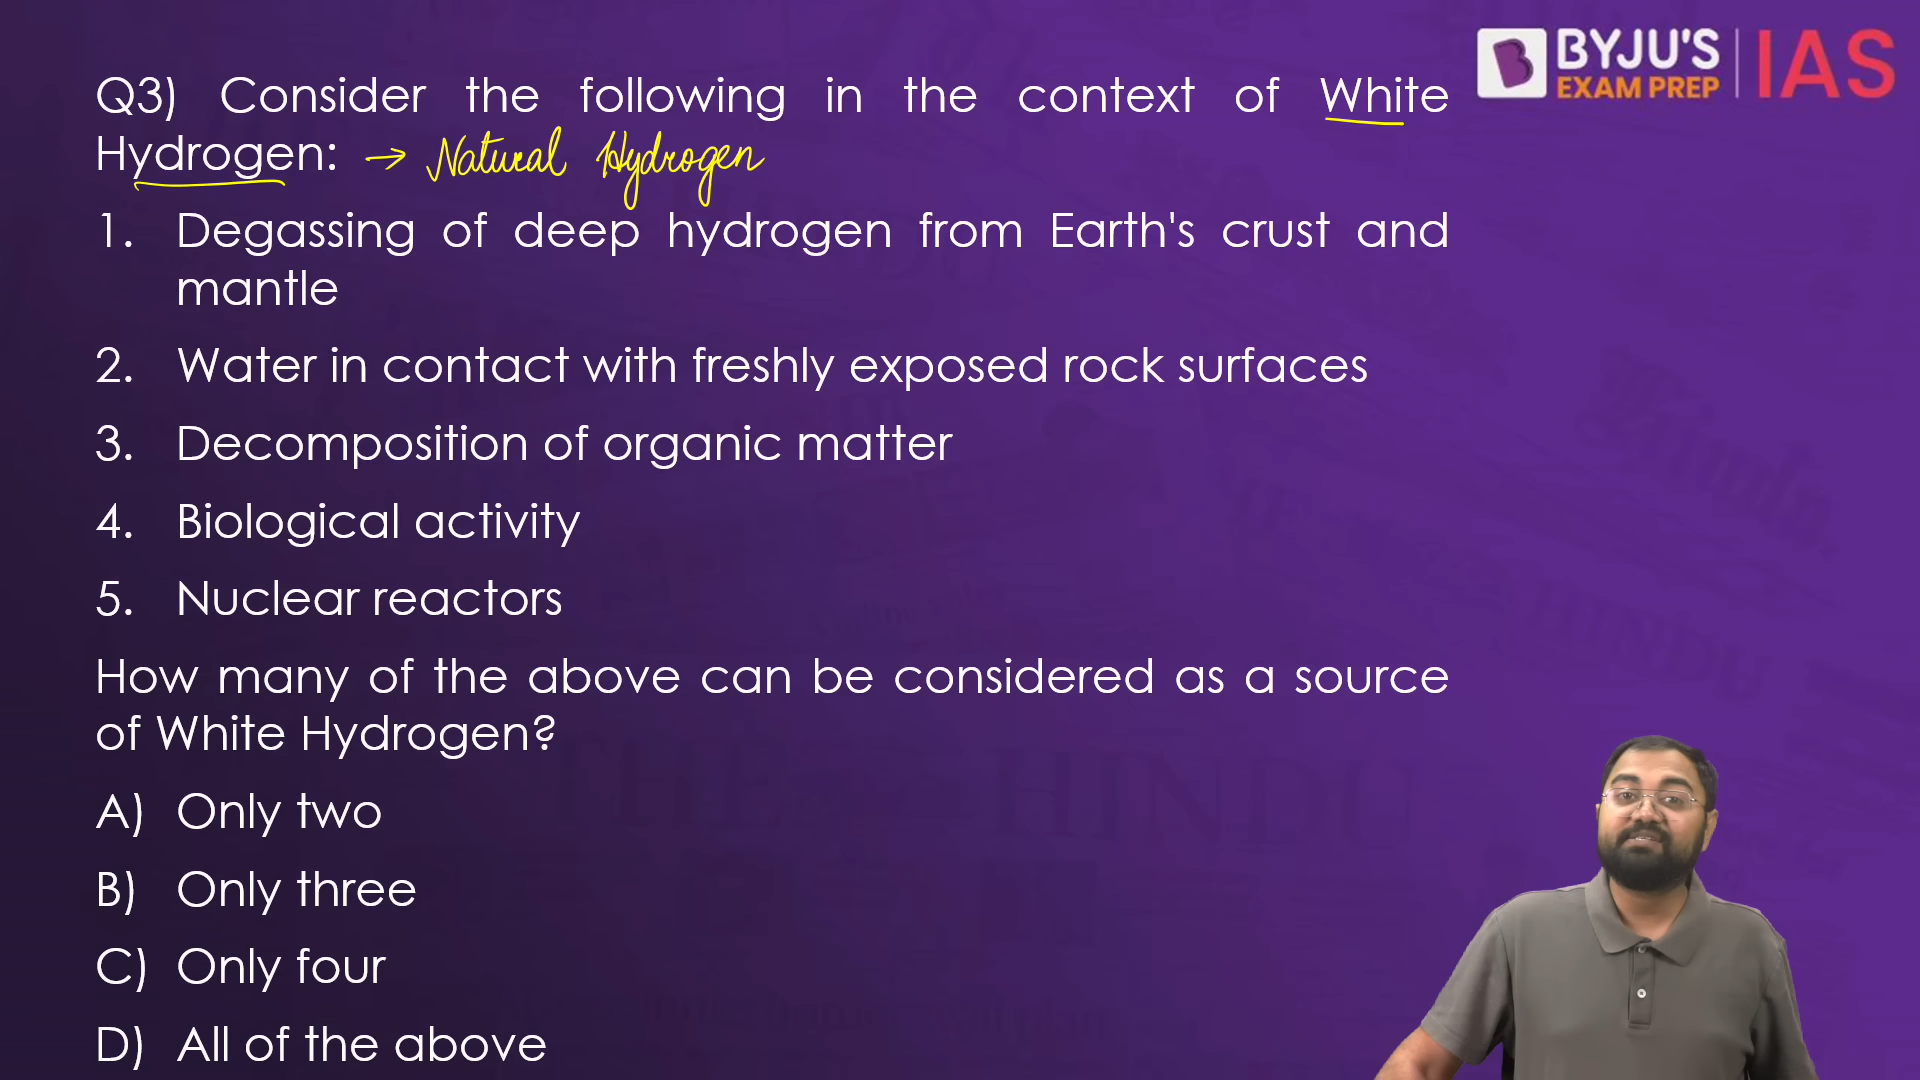 BYJU'S
EXAM PREP
IAS
Q3) Consider the following in the context of White
Hydrogen: → Natural Hydrogen
1. Degassing of deep hydrogen from Earth's crust and
mantle
2. Water in contact with freshly exposed rock surfaces
3. Decomposition of organic matter
4. Biological activity
5. Nuclear reactors
How many of the above can be considered as a source
of White Hydrogen?
A) Only two
B) Only three
C) Only four
D) All of the above
THE HINDU
HINDU